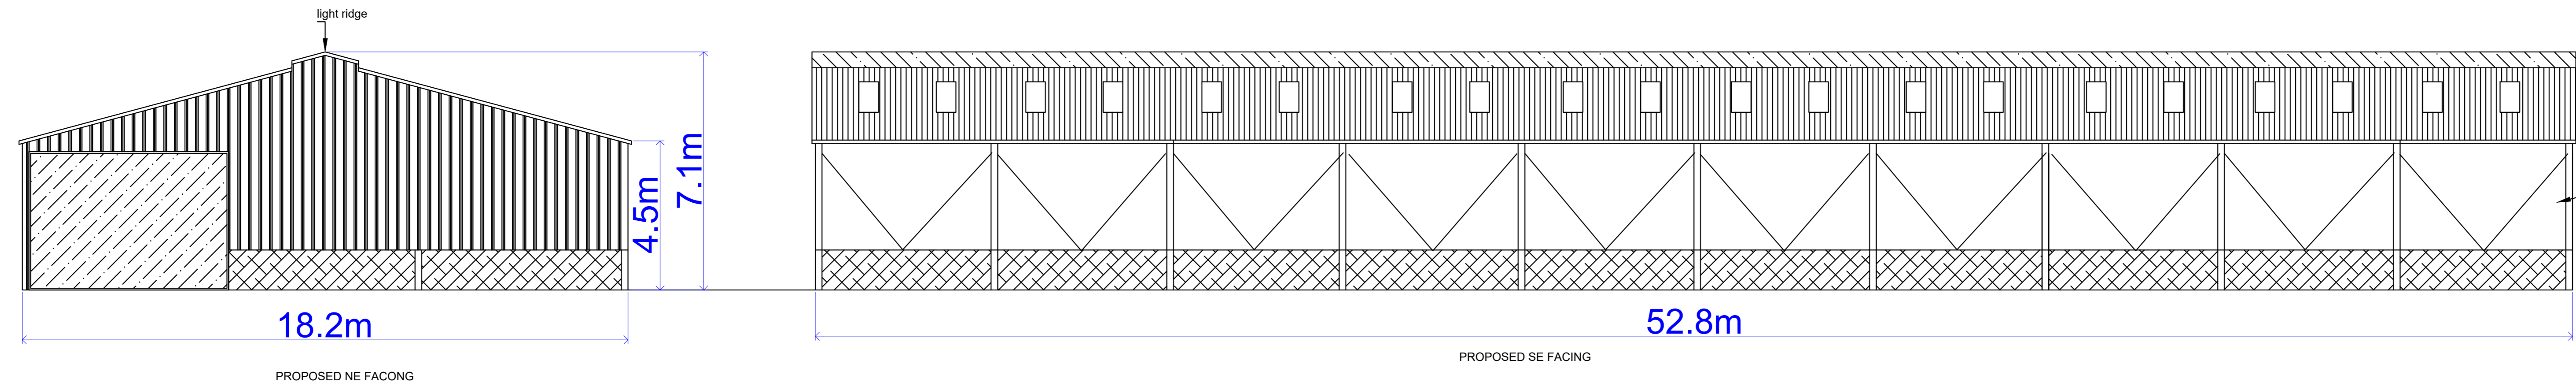 light ridge
4.5m
7.1m
18.2m
52.8m
PROPOSED NE FACONG
PROPOSED SE FACING